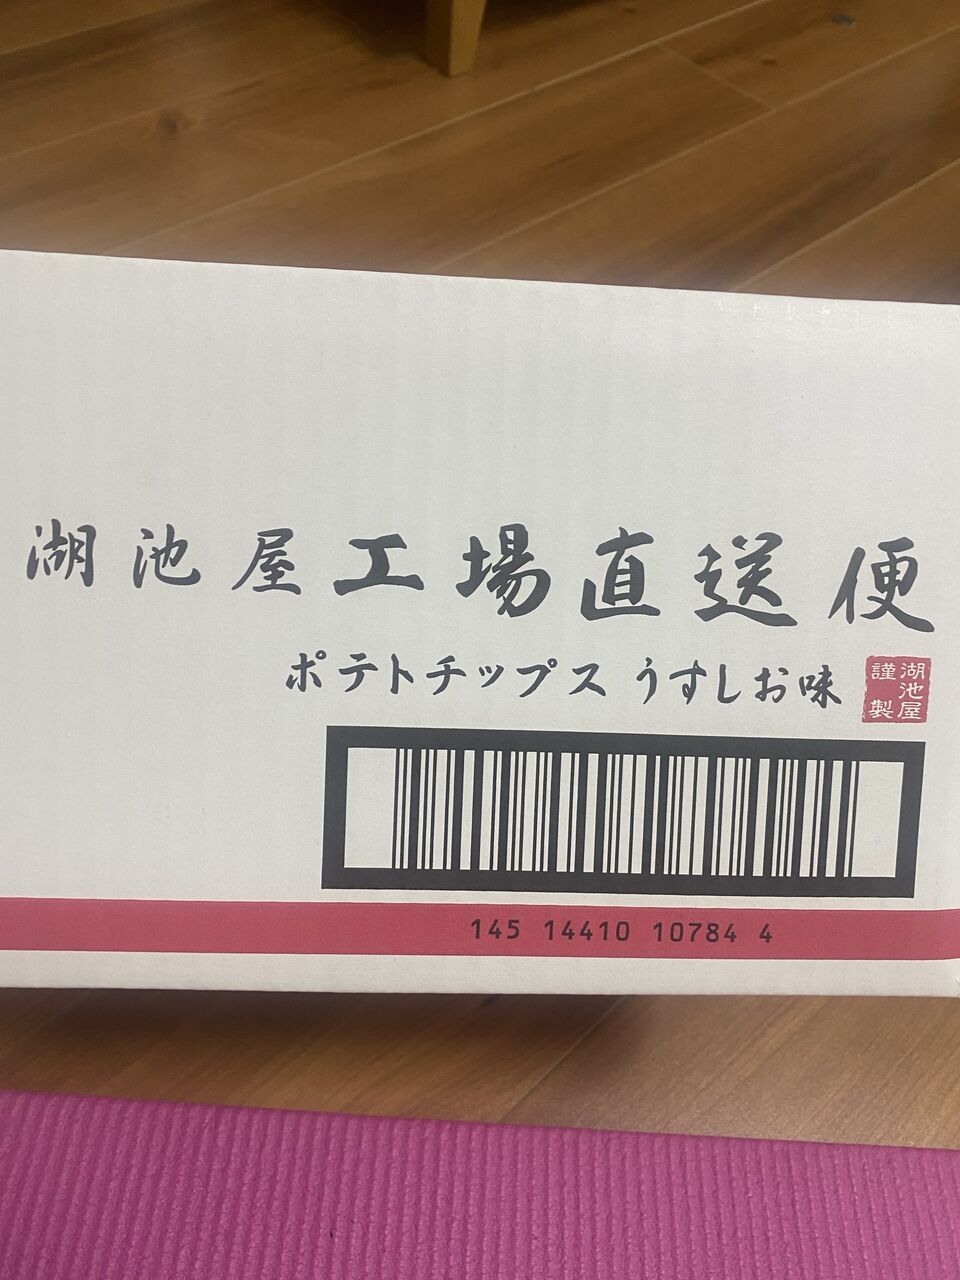 湖池屋工場直送便
ポテトチップス うすしお味
湖池屋
謹製
145 14410 10784 4